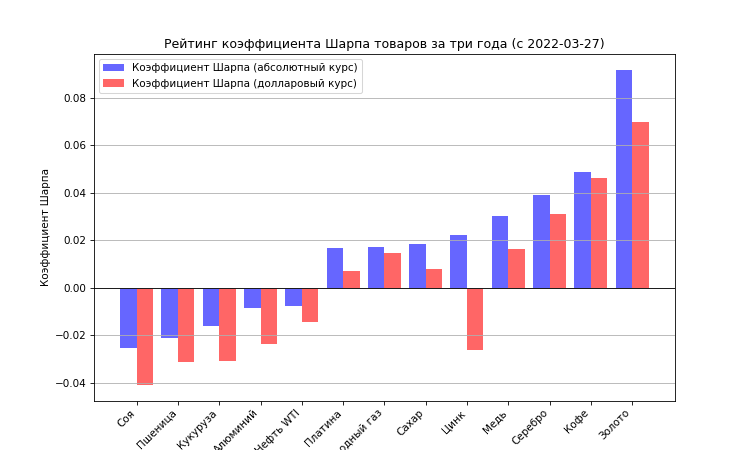 Рейтинг коэффициента Шарпа товаров за три года (с 2022-03-27)
Коэффициент Шарпа (абсолютный курс)
Коэффициент Шарпа (долларовый курс)
Коэффициент Шарпа
0.08
0.06
0.04
0.02
0.00
−0.02
−0.04
Соя
Пшеница
Кукуруза
Алюминий
Нефть WTI
Платина
газ
Сахар
Цинк
Медь
Серебро
Кофе
Золото